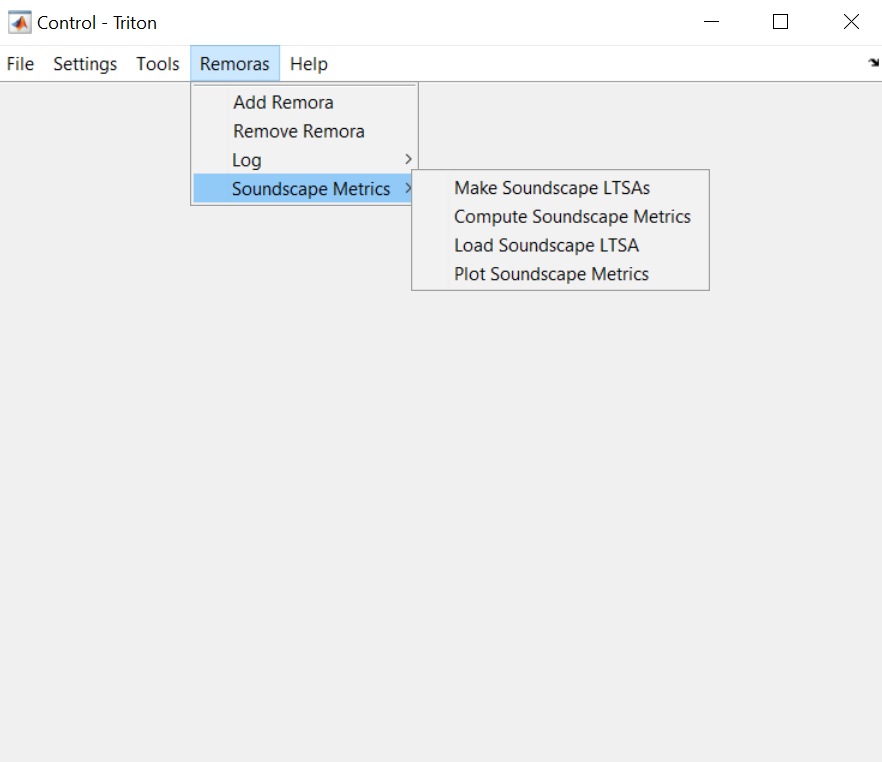 Control - Triton
File Settings Tools Remoras Help
Add Remora
Remove Remora
Log
Soundscape Metrics
Make Soundscape LTSAs
Compute Soundscape Metrics
Load Soundscape LTSA
Plot Soundscape Metrics